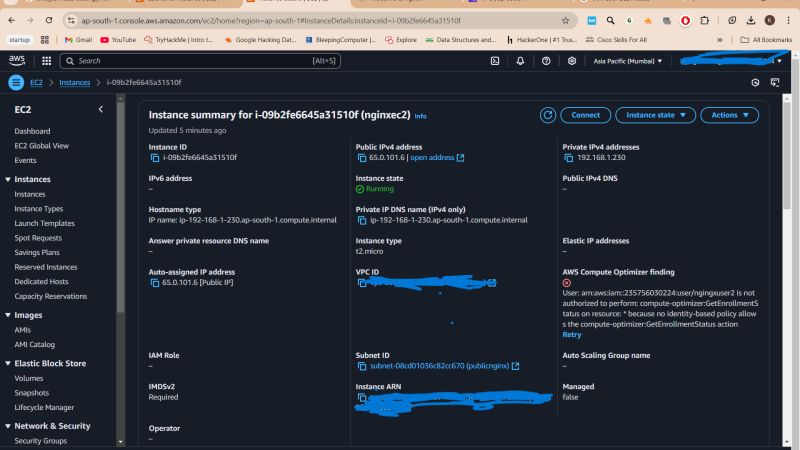 ap-south-1.console.aws.amazon.com/ec2/home?region=ap-south-1#InstanceDetails:instanceId=i-09b2fe6645a31510f
Gmail YouTube TryHackMe | Intro t... Google Hacking Dat... BleepingComputer |... Explore Data Structures and... HackerOne | #1 Trus... Cisco Skills For All All Bookmarks
aws Search [Alt+S] Asia Pacific (Mumbai)
EC2 Instances i-09b2fe6645a31510f
EC2
Dashboard
EC2 Global View
Events
Instances
Instances
Instance Types
Launch Templates
Spot Requests
Savings Plans
Reserved Instances
Dedicated Hosts
Capacity Reservations
Images
AMIs
AMI Catalog
Elastic Block Store
Volumes
Snapshots
Lifecycle Manager
Network & Security
Security Groups
Instance summary for i-09b2fe6645a31510f (nginxec2) Info
Updated 5 minutes ago
Connect Instance state Actions
Instance ID
i-09b2fe6645a31510f
Public IPv4 address
65.0.101.6 | open address
Private IPv4 addresses
192.168.1.230
IPv6 address
–
Instance state
Running
Public IPv4 DNS
–
Hostname type
IP name: ip-192-168-1-230.ap-south-1.compute.internal
Private IP DNS name (IPv4 only)
ip-192-168-1-230.ap-south-1.compute.internal
Answer private resource DNS name
–
Instance type
t2.micro
Elastic IP addresses
–
Auto-assigned IP address
65.0.101.6 [Public IP]
VPC ID
AWS Compute Optimizer finding
User: arn:aws:iam::235756030224:user/ngingxuser2 is
not authorized to perform: compute-optimizer:GetEnrollmentS
tatus on resource: * because no identity-based policy allow
s the compute-optimizer:GetEnrollmentStatus action
Retry
IAM Role
–
Subnet ID
subnet-08cd01036c82cc670 (publicnginx)
Auto Scaling Group name
–
IMDSv2
Required
Instance ARN
Managed
false
Operator
–